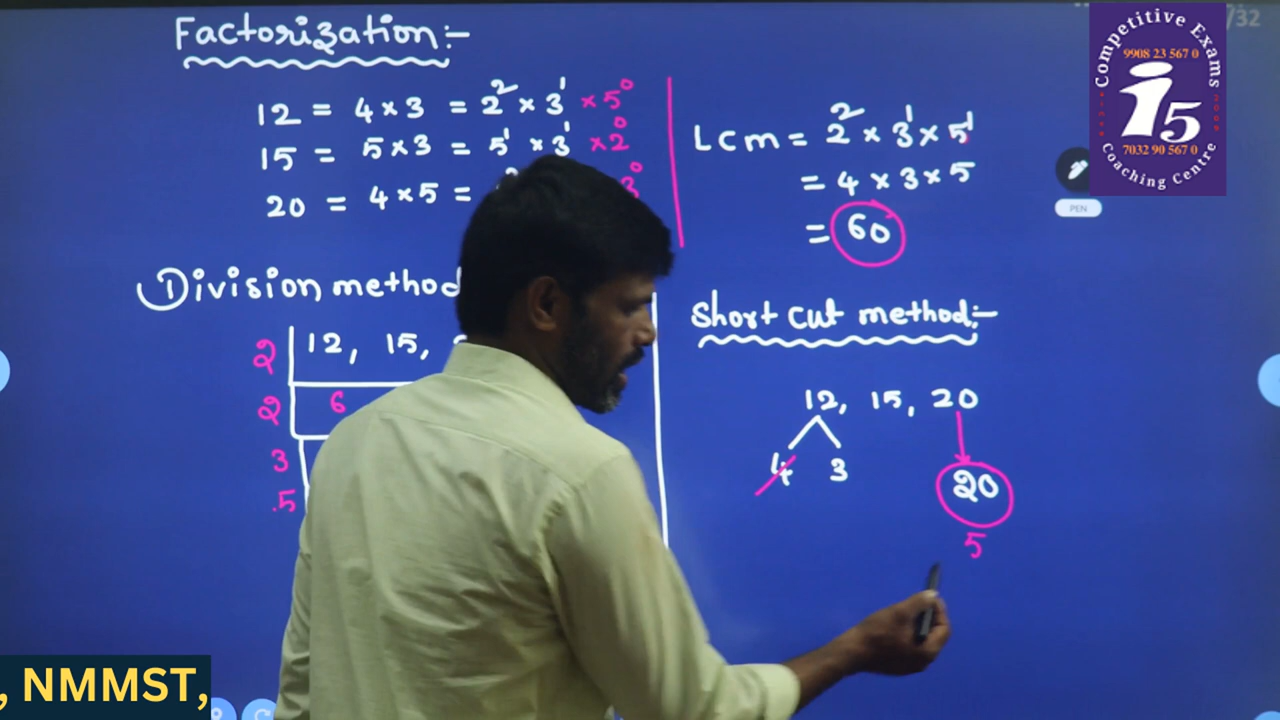 Factorization:-
12 = 4×3 = 2² × 3¹ × 5⁰
15 = 5×3 = 5¹ × 3¹ × 2⁰
20 = 4×5 =
Lcm = 2² × 3¹ × 5¹
= 4 × 3 × 5
= 60
Division method
2 12, 15,
2 6
3
5
Short cut method:-
12, 15, 20
4 3 20
5
/32
Competitive Exams
9908 23 567 0
i5
7032 90 567 0
Coaching Centre
PEN
, NMMST,